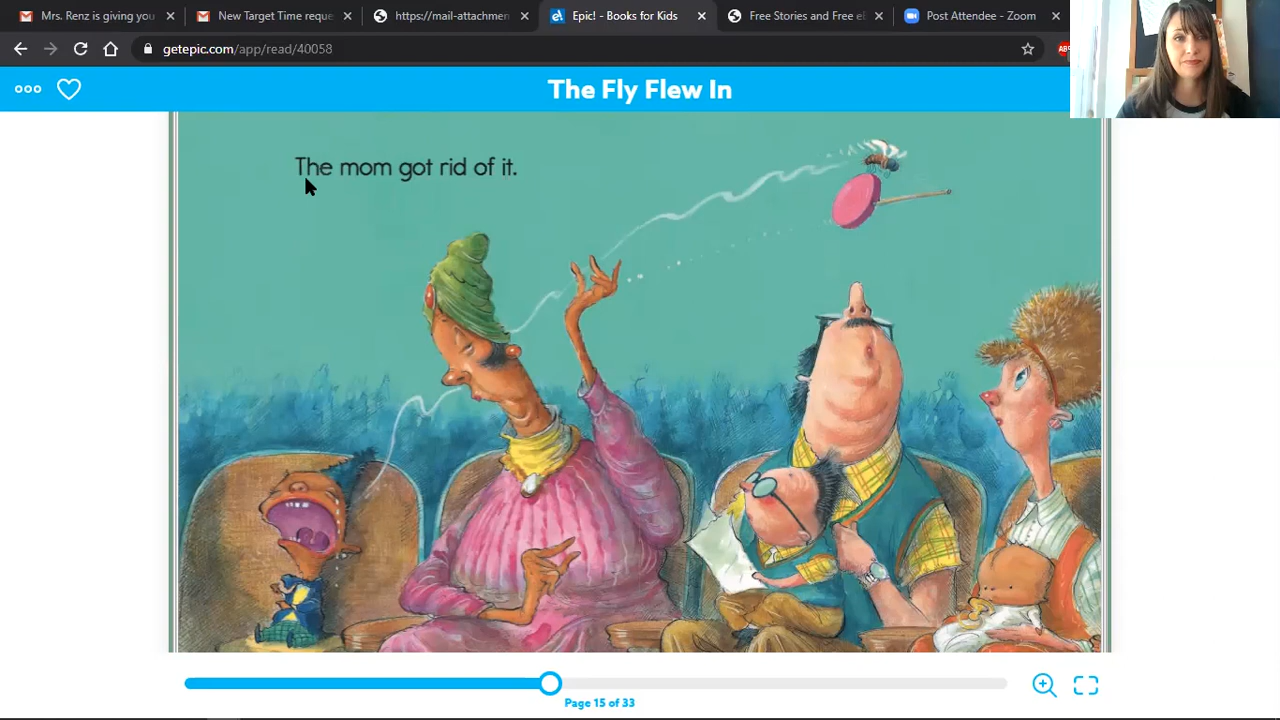 Mrs. Renz is giving you
New Target Time reque
https://mail-attachmen
Epic! - Books for Kids
Free Stories and Free e
Post Attendee - Zoom
getepic.com/app/read/40058
The Fly Flew In
The mom got rid of it.
Page 15 of 33